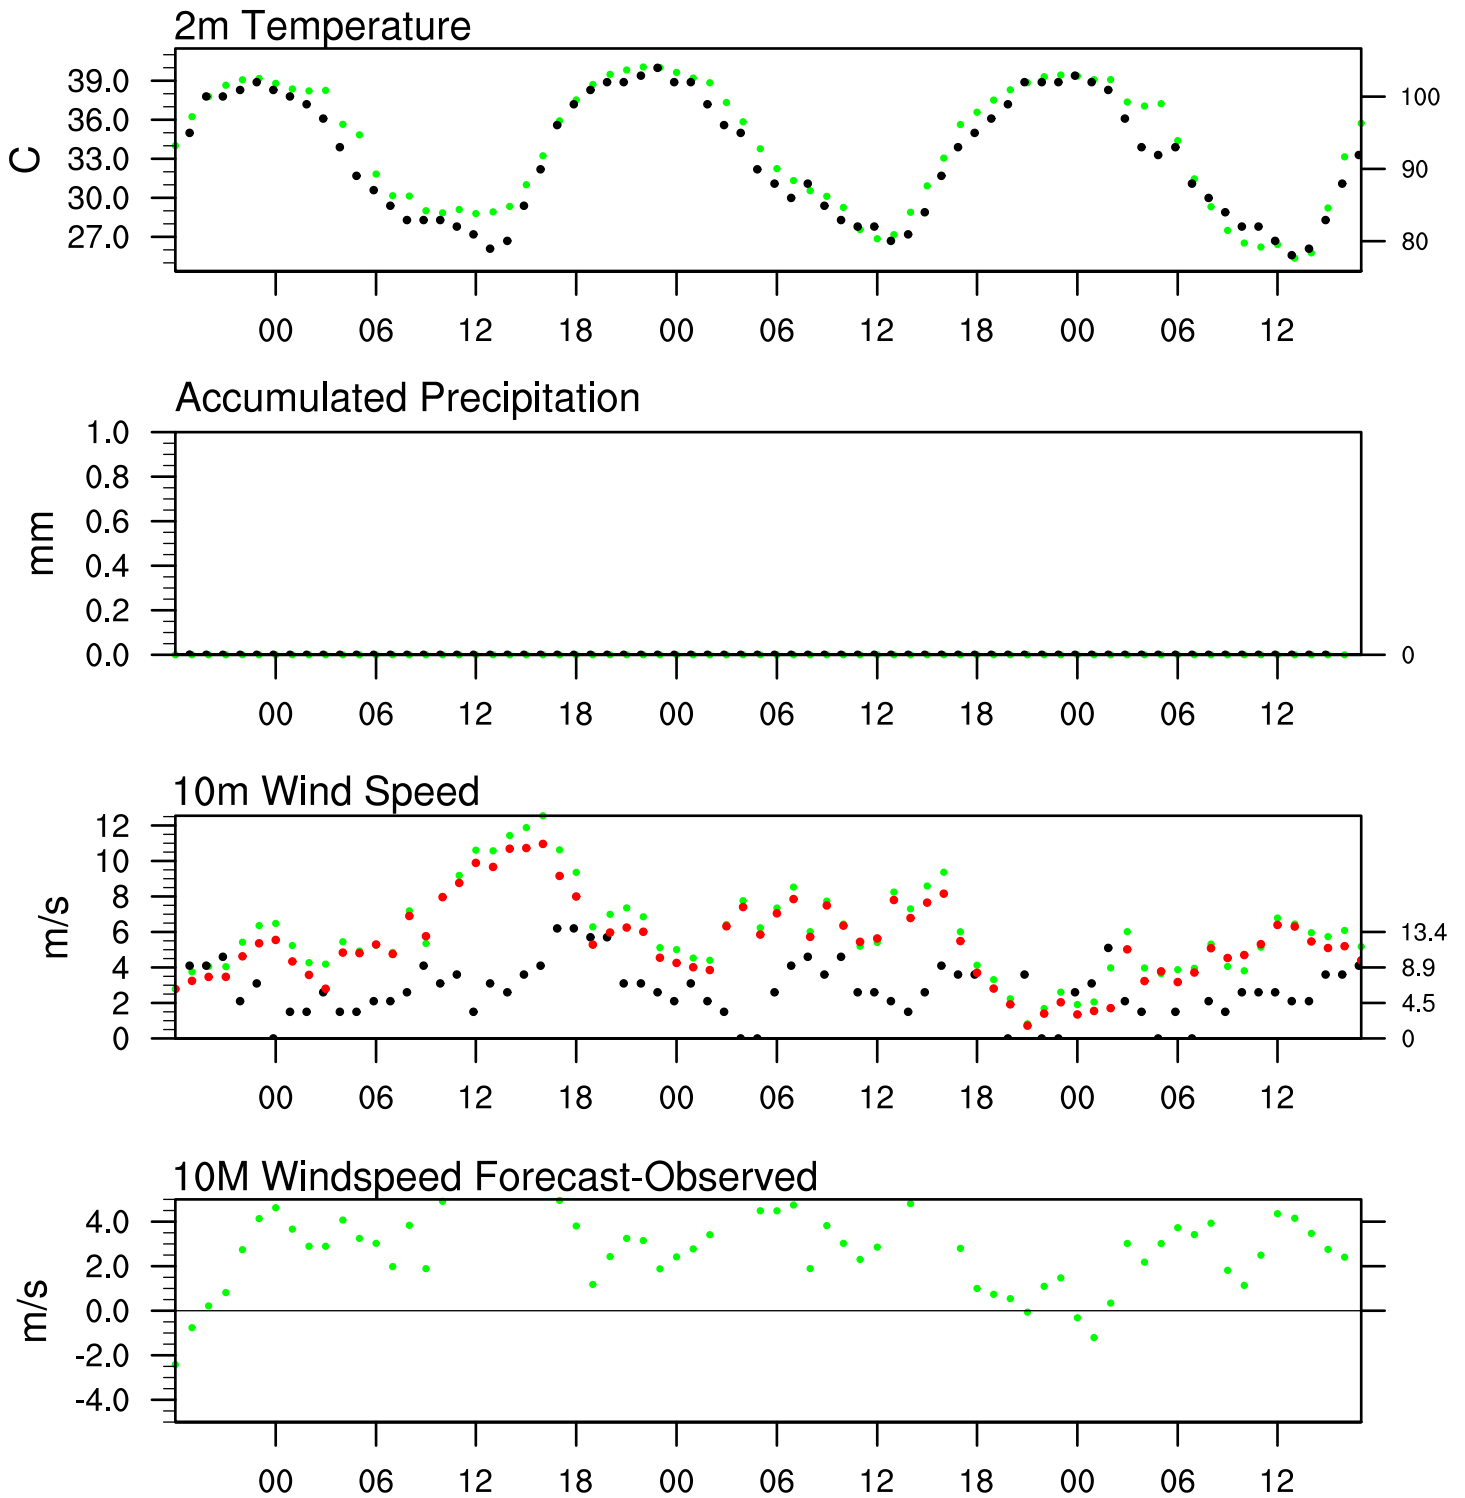 2m Temperature
39.0
36.0
33.0
30.0
27.0
C
100
90
80
00 06 12 18 00 06 12 18 00 06 12
Accumulated Precipitation
1.0
0.8
0.6
0.4
0.2
0.0
mm
0
00 06 12 18 00 06 12 18 00 06 12
10m Wind Speed
12
10
8
6
4
2
0
m/s
13.4
8.9
4.5
0
00 06 12 18 00 06 12 18 00 06 12
10M Windspeed Forecast-Observed
4.0
2.0
0.0
-2.0
-4.0
m/s
00 06 12 18 00 06 12 18 00 06 12